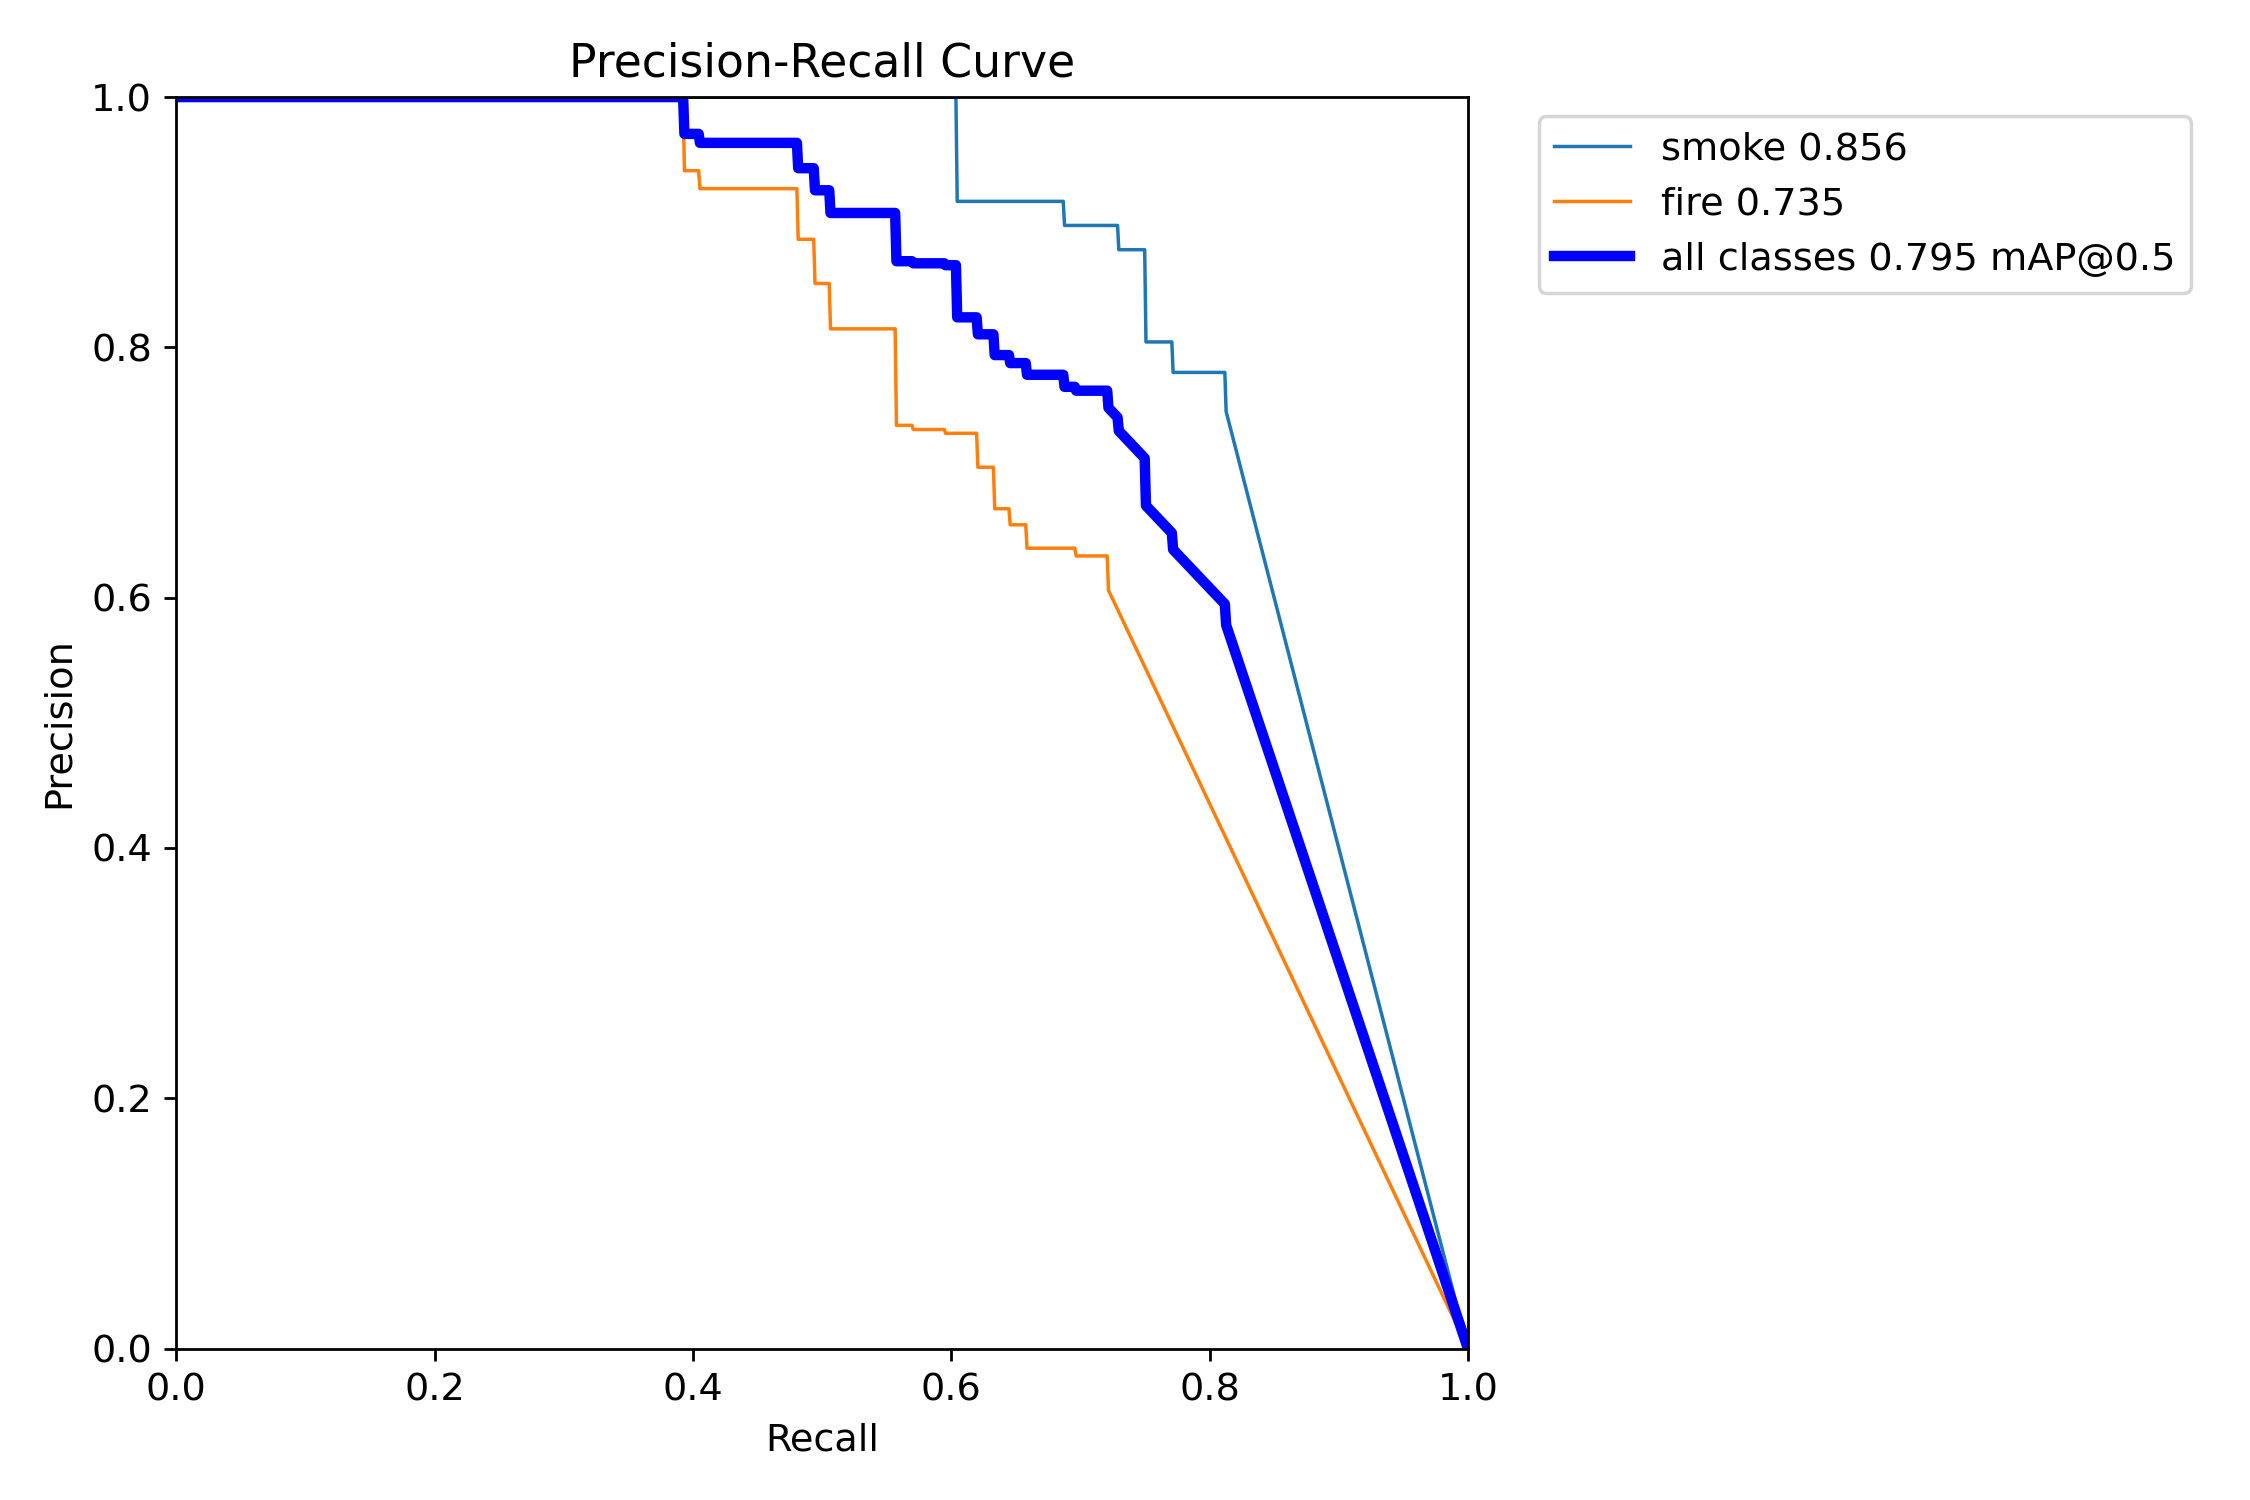 Precision-Recall Curve
smoke 0.856
fire 0.735
all classes 0.795 mAP@0.5
1.0
0.8
0.6
0.4
0.2
0.0
Precision
0.0 0.2 0.4 0.6 0.8 1.0
Recall